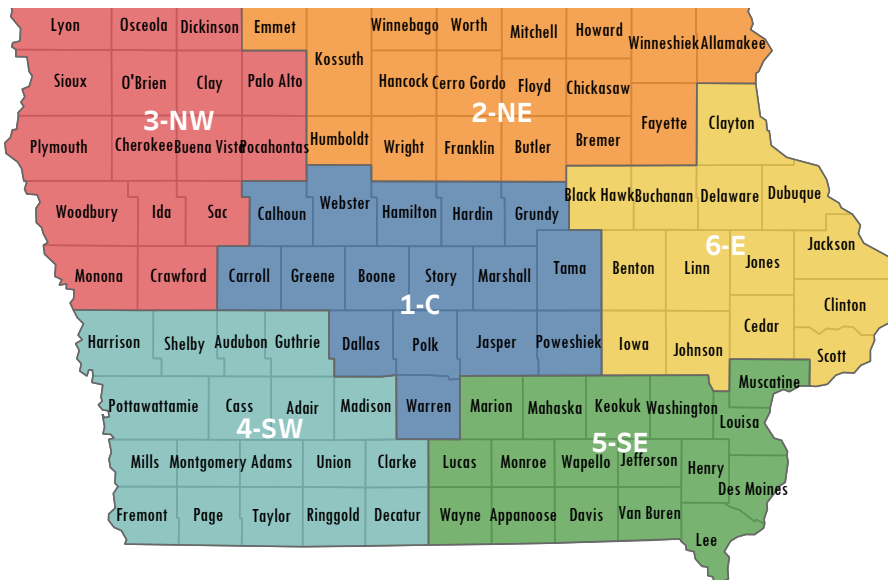 Lyon Osceola Dickinson Emmet Winnebago Worth Mitchell Howard Winneshiek Allamakee
Kossuth
Sioux O'Brien Clay Palo Alto Hancock Cerro Gordo Floyd Chickasaw
3-NW 2-NE Fayette Clayton
Plymouth Cherokee Buena Vista Pocahontas Humboldt Wright Franklin Butler Bremer
Woodbury Ida Sac Calhoun Webster Hamilton Hardin Grundy Black Hawk Buchanan Delaware Dubuque
6-E
Monona Crawford Carroll Greene Boone Story Marshall Tama Benton Linn Jones Jackson
1-C Clinton
Harrison Shelby Audubon Guthrie Dallas Polk Jasper Poweshiek Iowa Johnson Cedar Scott
Pottawattamie Cass Adair Madison Warren Marion Mahaska Keokuk Washington Muscatine
Louisa
4-SW 5-SE
Mills Montgomery Adams Union Clarke Lucas Monroe Wapello Jefferson Henry
Des Moines
Fremont Page Taylor Ringgold Decatur Wayne Appanoose Davis Van Buren
Lee